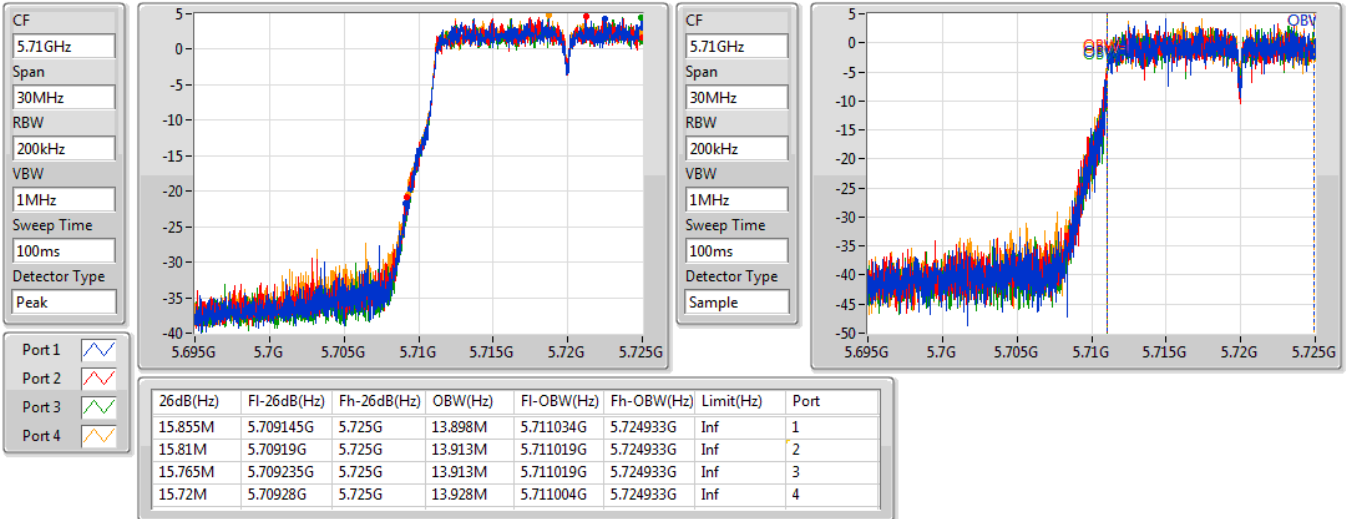 CF
5.71GHz
Span
30MHz
RBW
200kHz
VBW
1MHz
Sweep Time
100ms
Detector Type
Peak
5
0
-5
-10
-15
-20
-25
-30
-35
-40
5.695G 5.7G 5.705G 5.71G 5.715G 5.72G 5.725G
CF
5.71GHz
Span
30MHz
RBW
200kHz
VBW
1MHz
Sweep Time
100ms
Detector Type
Sample
5
0
-5
-10
-15
-20
-25
-30
-35
-40
-45
-50
5.695G 5.7G 5.705G 5.71G 5.715G 5.72G 5.725G
Port 1
Port 2
Port 3
Port 4
26dB(Hz) Fl-26dB(Hz) Fh-26dB(Hz) OBW(Hz) Fl-OBW(Hz) Fh-OBW(Hz) Limit(Hz) Port
15.855M 5.709145G 5.725G 13.898M 5.711034G 5.724933G Inf 1
15.81M 5.70919G 5.725G 13.913M 5.711019G 5.724933G Inf 2
15.765M 5.709235G 5.725G 13.913M 5.711019G 5.724933G Inf 3
15.72M 5.70928G 5.725G 13.928M 5.711004G 5.724933G Inf 4